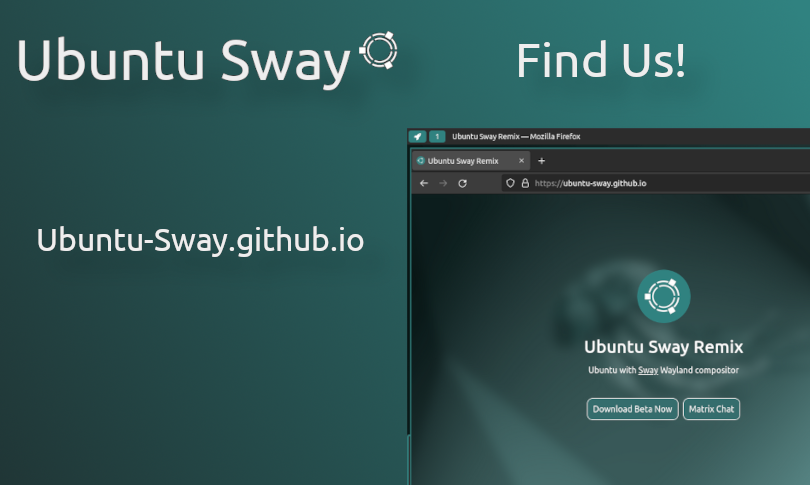 Ubuntu Sway
Find Us!
Ubuntu-Sway.github.io
1 Ubuntu Sway Remix — Mozilla Firefox
Ubuntu Sway Remix × +
https://ubuntu-sway.github.io
Ubuntu Sway Remix
Ubuntu with Sway Wayland compositor
Download Beta Now Matrix Chat